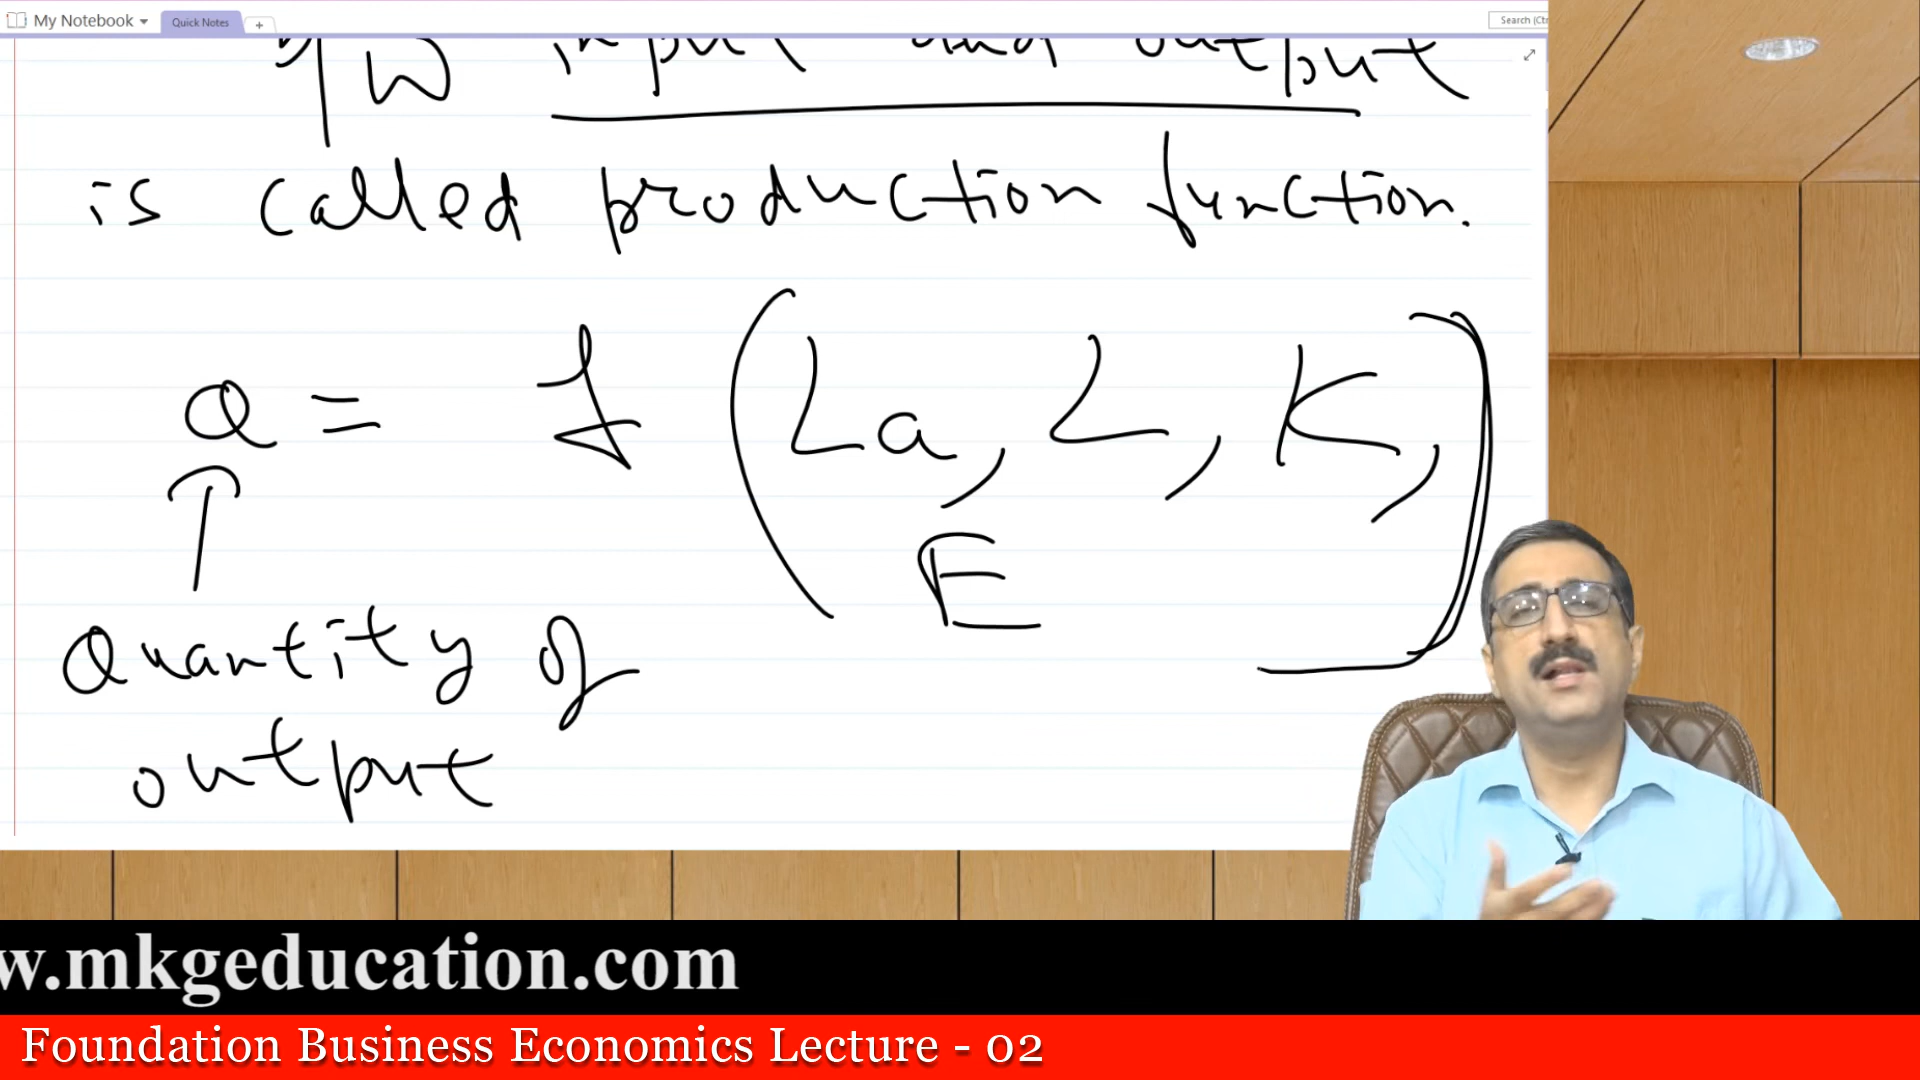 My Notebook
Quick Notes
+
Search (Ctr
b/w input and output
is called production function.
Q = f (La, L, K,
E
Quantity of
output
w.mkgeducation.com
Foundation Business Economics Lecture - 02